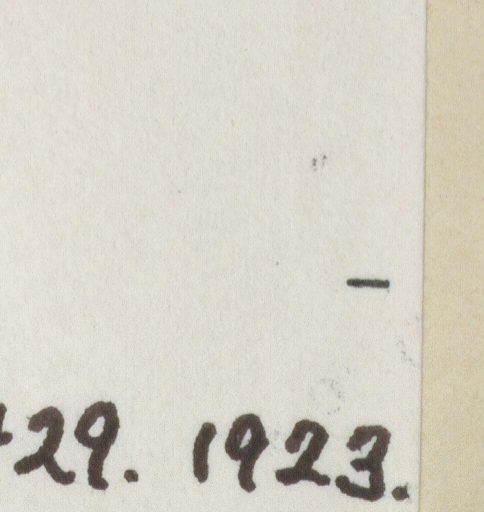 —
29. 1923.